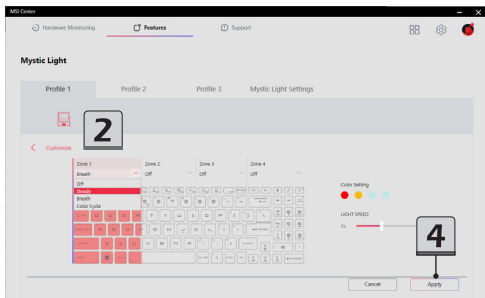 MSI Center
Hardware Monitoring
Features
Support
Mystic Light
Profile 1
Profile 2
Profile 3
Mystic Light Settings
2
Customize
Zone 1
Zone 2
Zone 3
Zone 4
Breath
Off
Off
Off
Off
Steady
Breath
Color Cycle
Color Setting
LIGHT SPEED
3s
4
Cancel
Apply